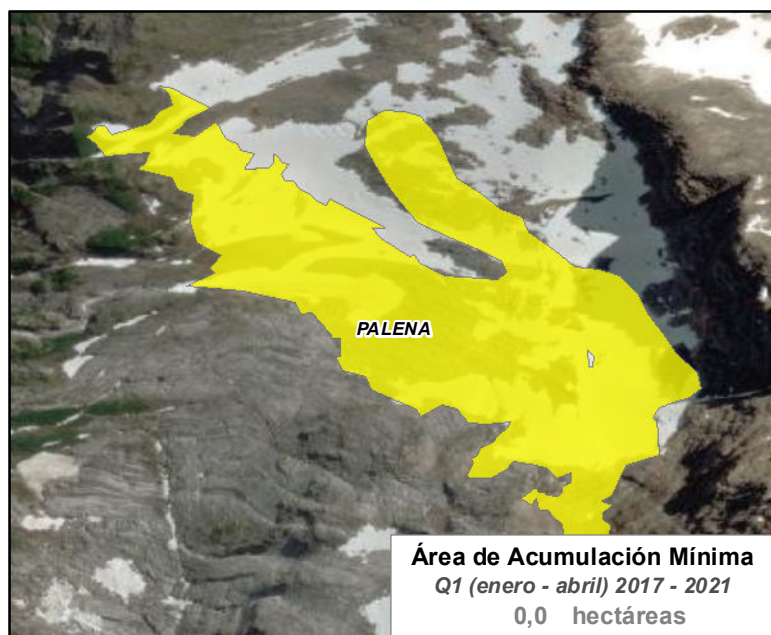 PALENA
Área de Acumulación Mínima
Q1 (enero - abril) 2017 - 2021
0,0 hectáreas